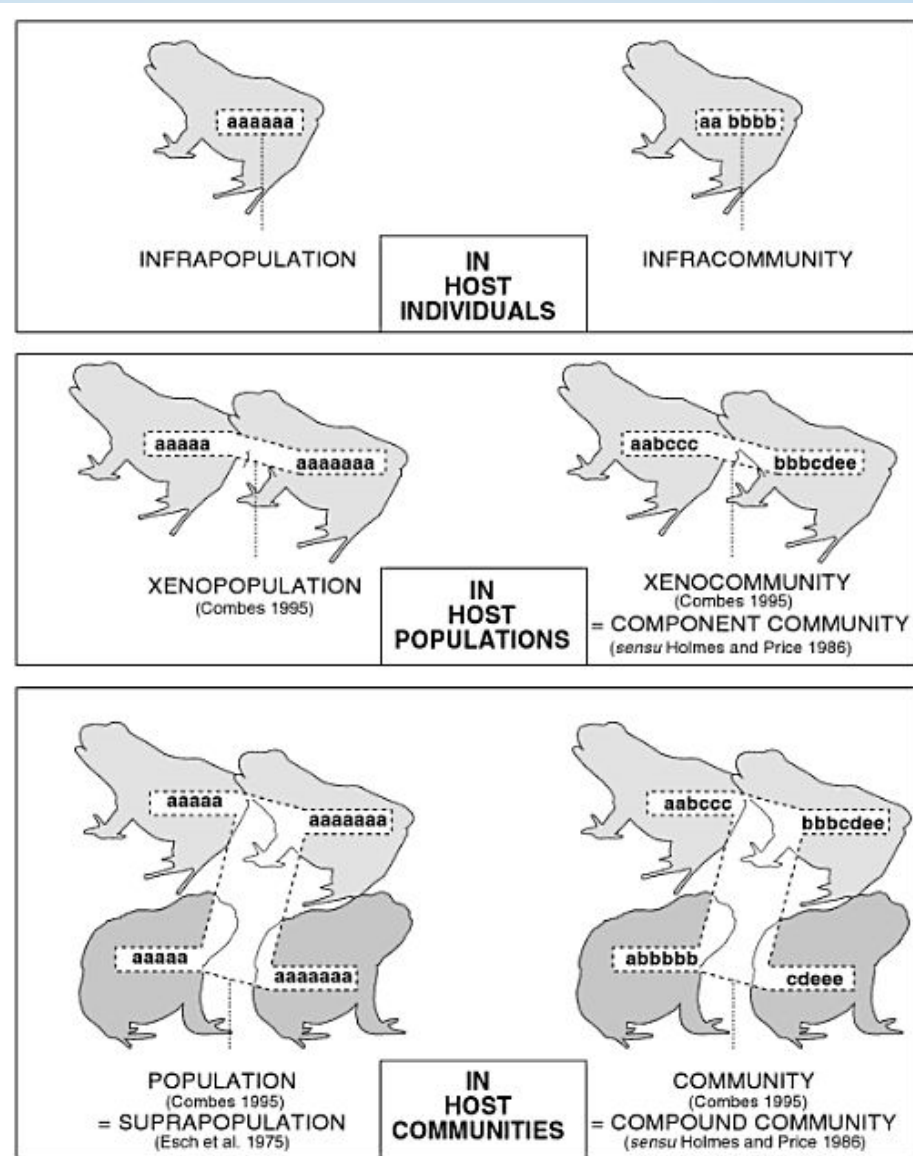 aaaaaa
aa bbbb
INFRAPOPULATION
IN
HOST
INDIVIDUALS
INFRACOMMUNITY
aaaaa
aaaaaaa
aabccc
bbbcdee
XENOPOPULATION
(Combes 1995)
IN
HOST
POPULATIONS
XENOCOMMUNITY
(Combes 1995)
= COMPONENT COMMUNITY
(sensu Holmes and Price 1986)
aaaaa
aaaaaaa
aabccc
bbbcdee
aaaaa
aaaaaaa
abbbbb
cdeee
POPULATION
(Combes 1995)
= SUPRAPOPULATION
(Esch et al. 1975)
IN
HOST
COMMUNITIES
COMMUNITY
(Combes 1995)
= COMPOUND COMMUNITY
(sensu Holmes and Price 1986)